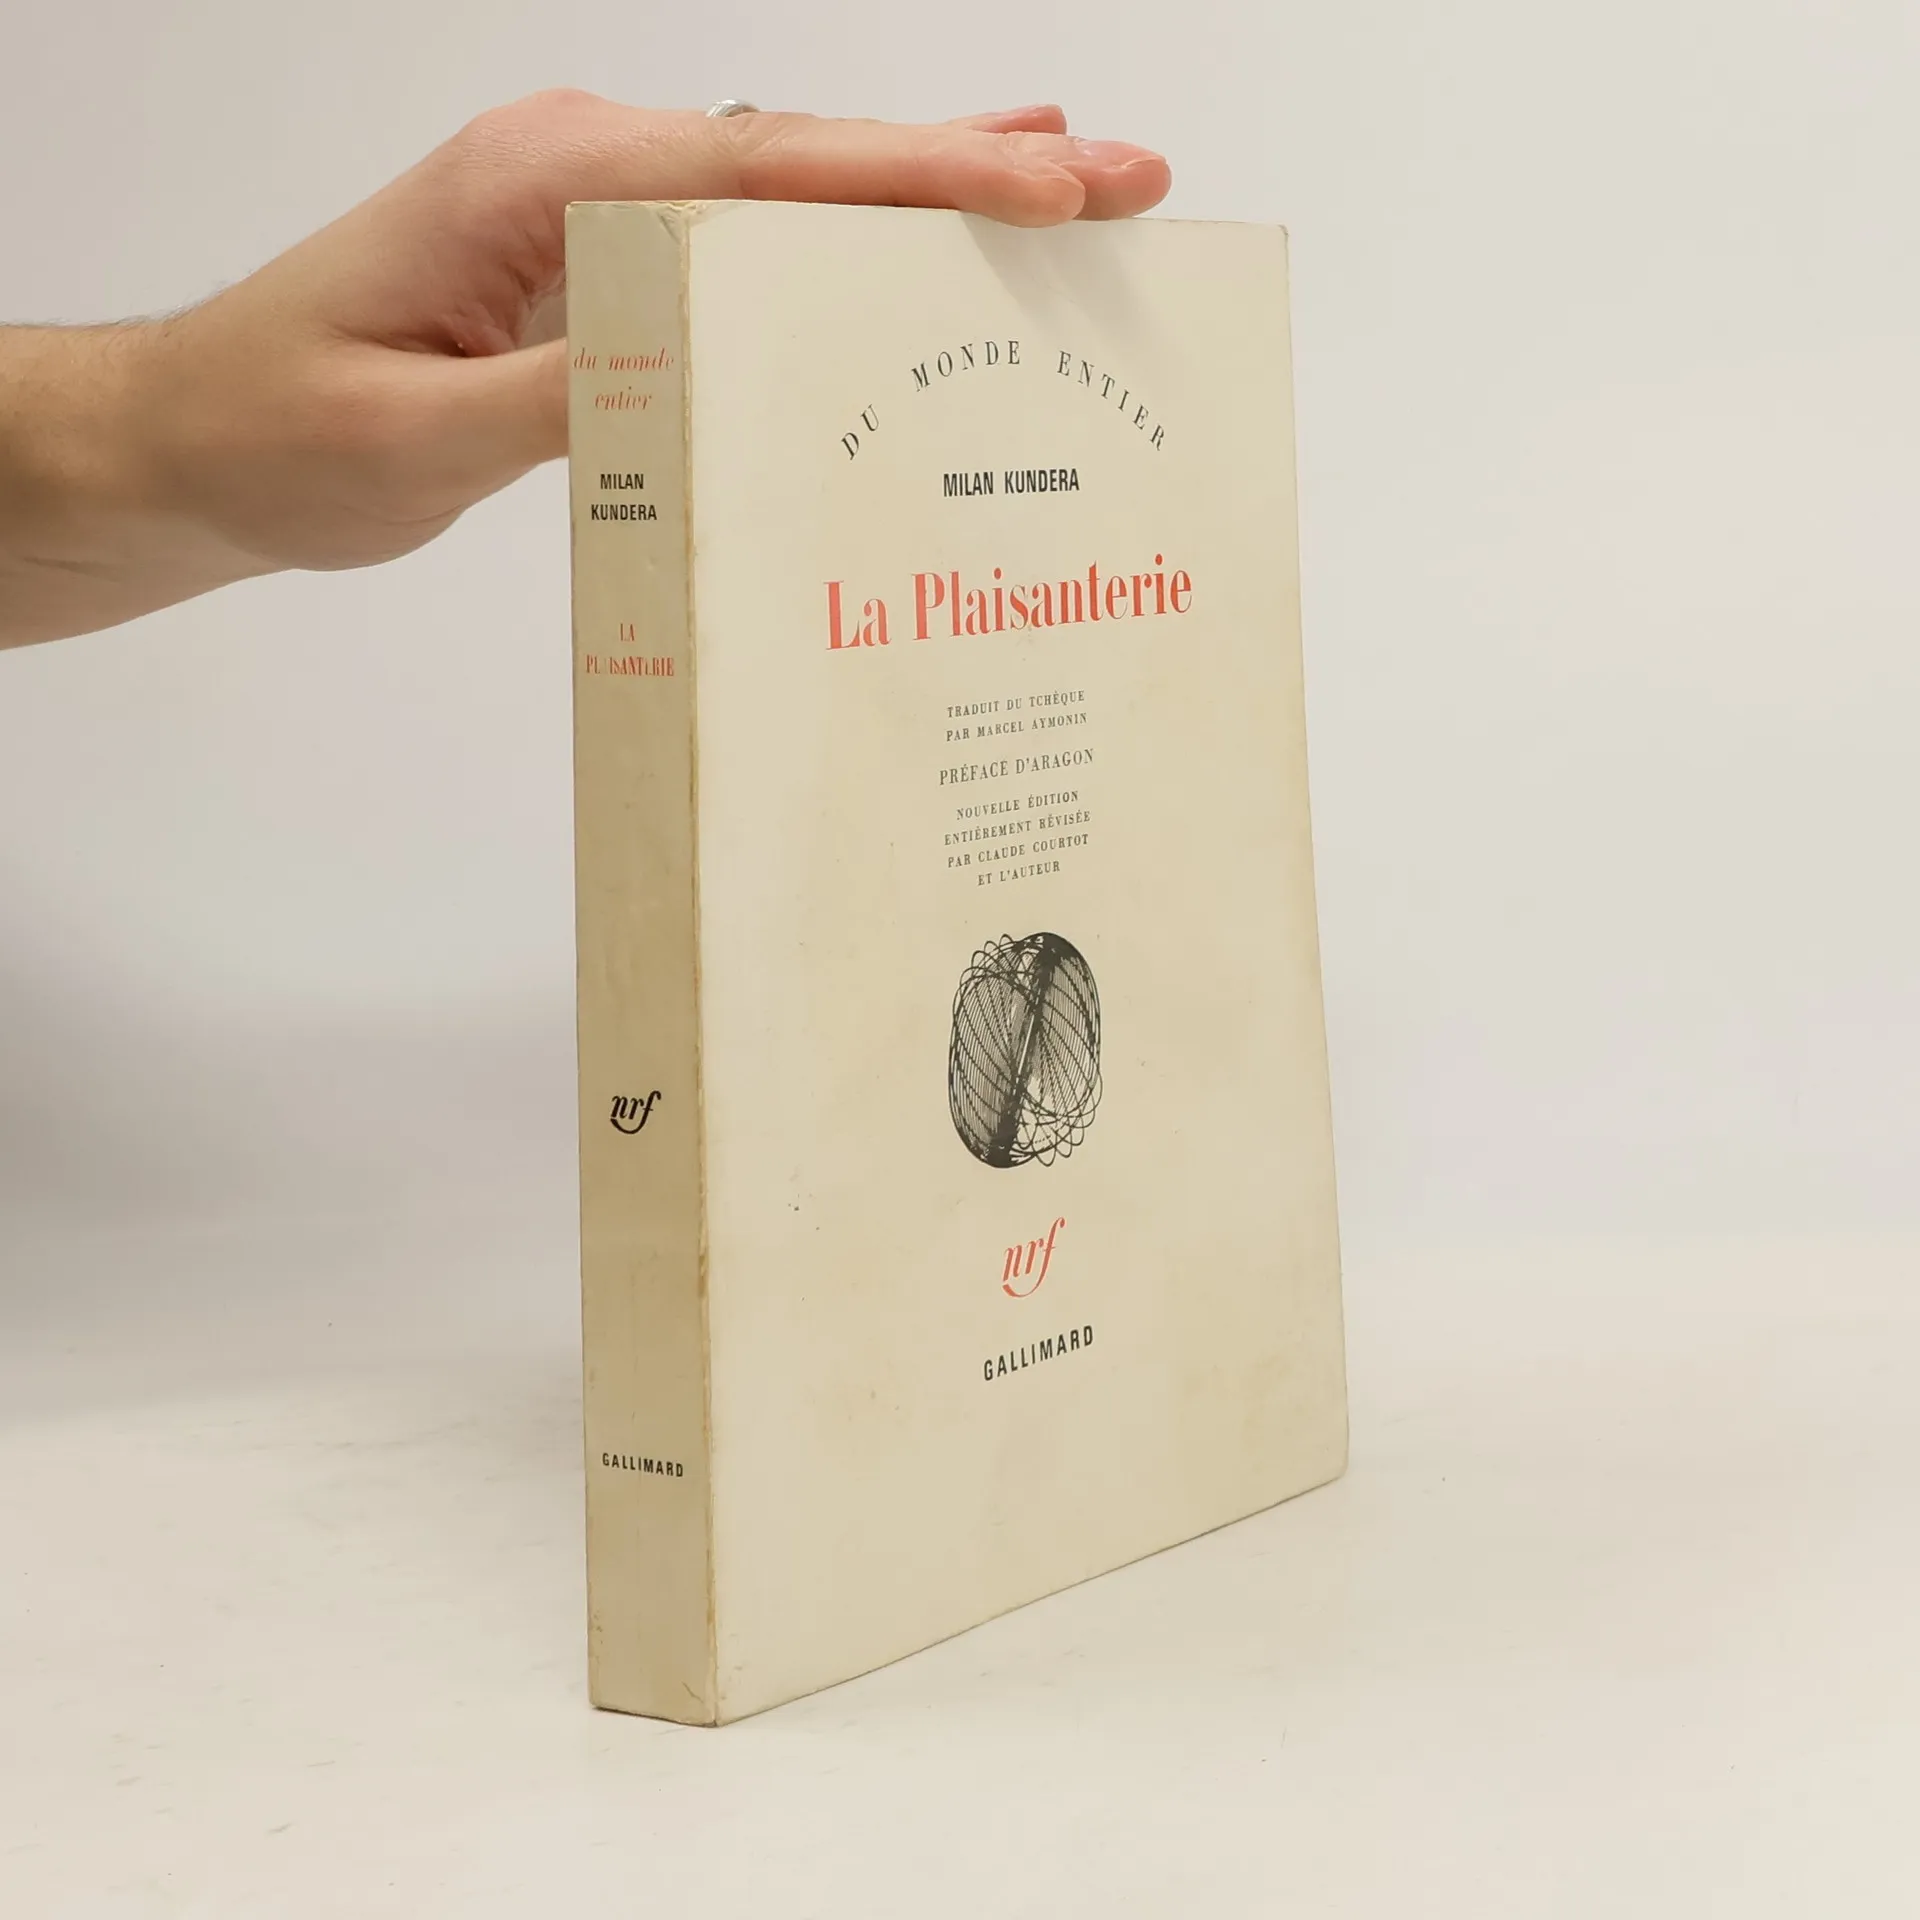 du monde
entier
MILAN
KUNDERA
LA
PLAISANTERIE
nrf
GALLIMARD
DU MONDE ENTIER
MILAN KUNDERA
La Plaisanterie
TRADUIT DU TCHÈQUE
PAR MARCEL AYMONIN
PRÉFACE D'ARAGON
NOUVELLE ÉDITION
ENTIÈREMENT RÉVISÉE
PAR CLAUDE COURTOT
ET L'AUTEUR
nrf
GALLIMARD